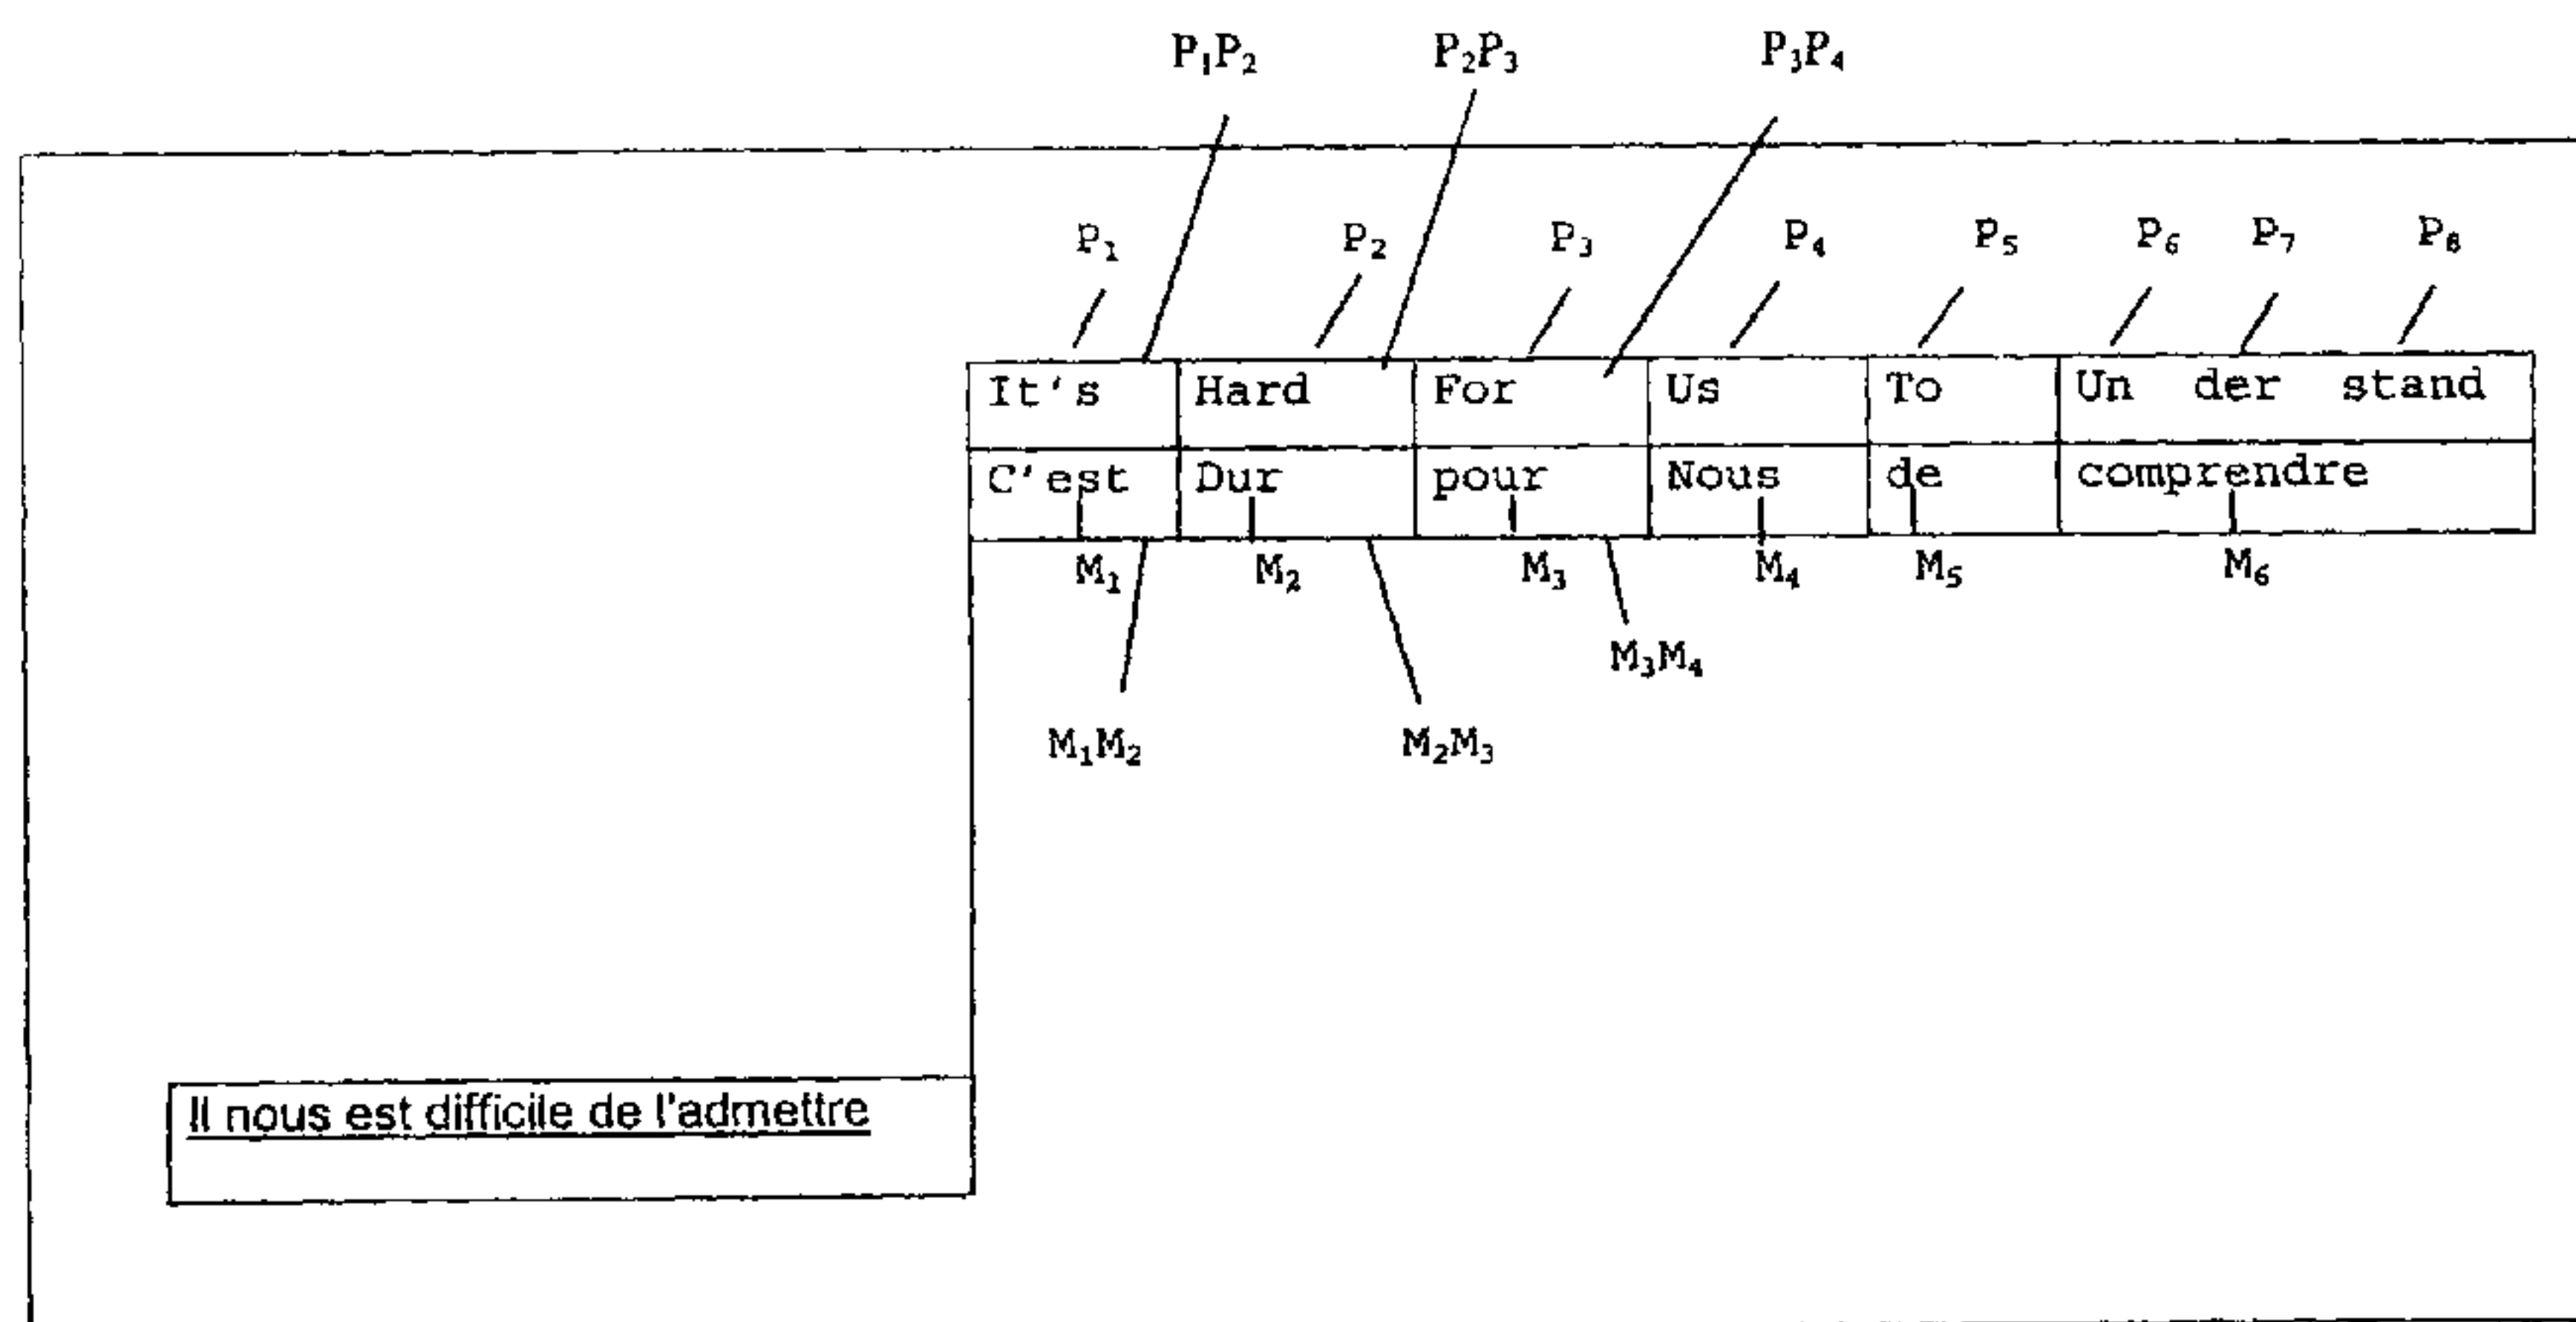 P₁P₂ P₂P₃ P₃P₄
P₁ P₂ P₃ P₄ P₅ P₆ P₇ P₈
It's Hard For Us To Un der stand
C'est Dur pour Nous de comprendre
M₁ M₂ M₃ M₄ M₅ M₆
M₃M₄
M₁M₂ M₂M₃
Il nous est difficile de l'admettre